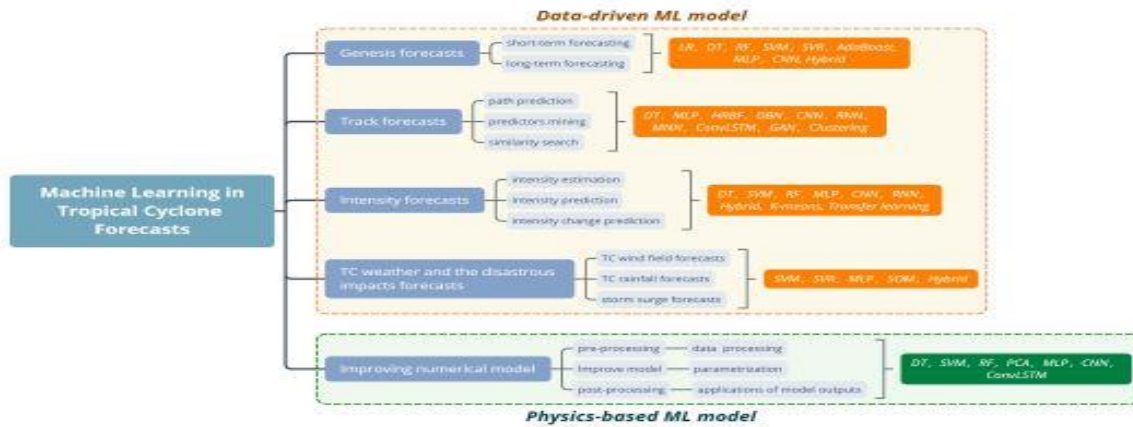 Data-driven ML model
Genesis forecasts
short-term forecasting
long-term forecasting
LR, DT, RF, SVM, SVR, AdaBoost,
MLP, CNN, Hybrid
Track forecasts
path prediction
predictors mining
similarity search
DT, MLP, HRBF, DBN, CNN, RNN,
MNN, ConvLSTM, GAN, Clustering
Machine Learning in
Tropical Cyclone
Forecasts
Intensity forecasts
intensity estimation
intensity prediction
intensity change prediction
DT, SVM, RF, MLP, CNN, RNN,
Hybrid, K-means, Transfer learning
TC weather and the disastrous
impacts forecasts
TC wind field forecasts
TC rainfall forecasts
storm surge forecasts
SVM, SVR, MLP, SOM, Hybrid
Improving numerical model
pre-processing
data processing
Improve model
parametrization
post-processing
applications of model outputs
DT, SVM, RF, PCA, MLP, CNN,
ConvLSTM
Physics-based ML model